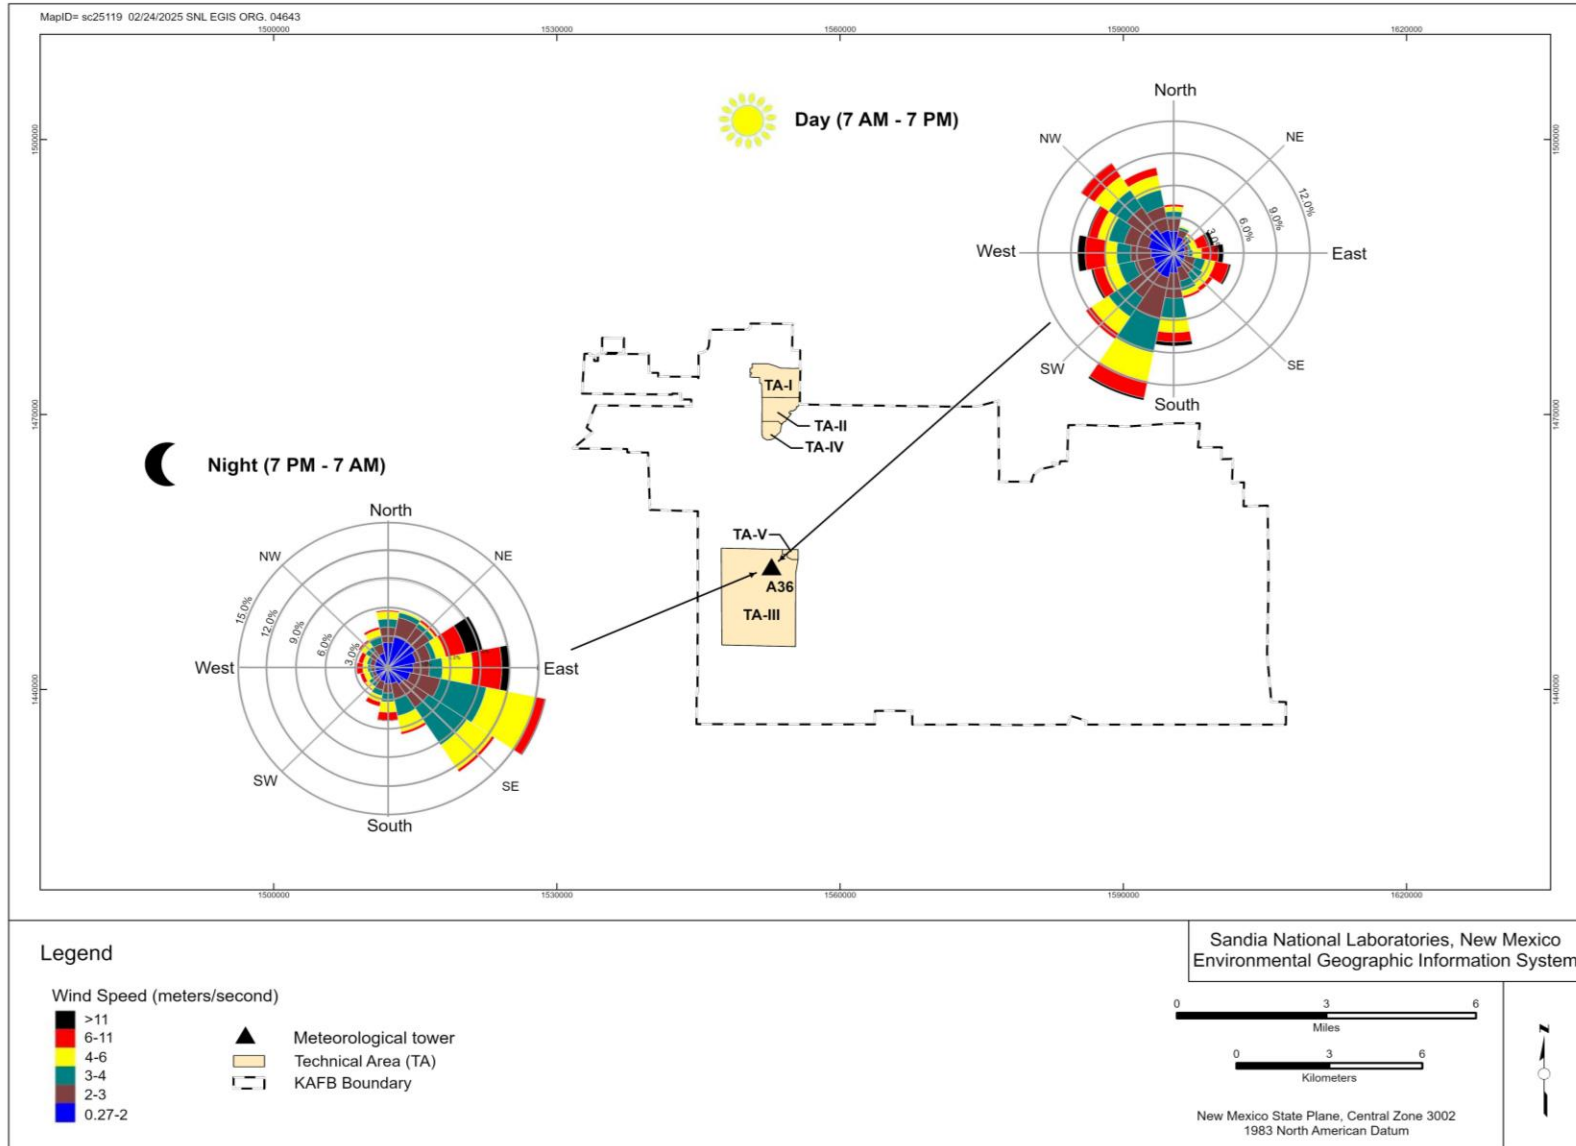 MapID= sc25119 02/24/2025 SNL EGIS ORG. 04643
1500000
1530000
1560000
1590000
1620000
1500000
1500000
Day (7 AM - 7 PM)
North
NW
NE
12.0%
9.0%
6.0%
3.0%
West
East
SW
SE
South
1470000
1470000
TA-I
TA-II
TA-IV
Night (7 PM - 7 AM)
North
NW
NE
15.0%
12.0%
9.0%
6.0%
3.0%
West
East
SW
SE
South
TA-V
A36
TA-III
1440000
1440000
1500000
1530000
1560000
1590000
1620000
Legend
Wind Speed (meters/second)
>11
6-11
4-6
3-4
2-3
0.27-2
Meteorological tower
Technical Area (TA)
KAFB Boundary
Sandia National Laboratories, New Mexico
Environmental Geographic Information System
0 3 6
Miles
0 3 6
Kilometers
New Mexico State Plane, Central Zone 3002
1983 North American Datum
N